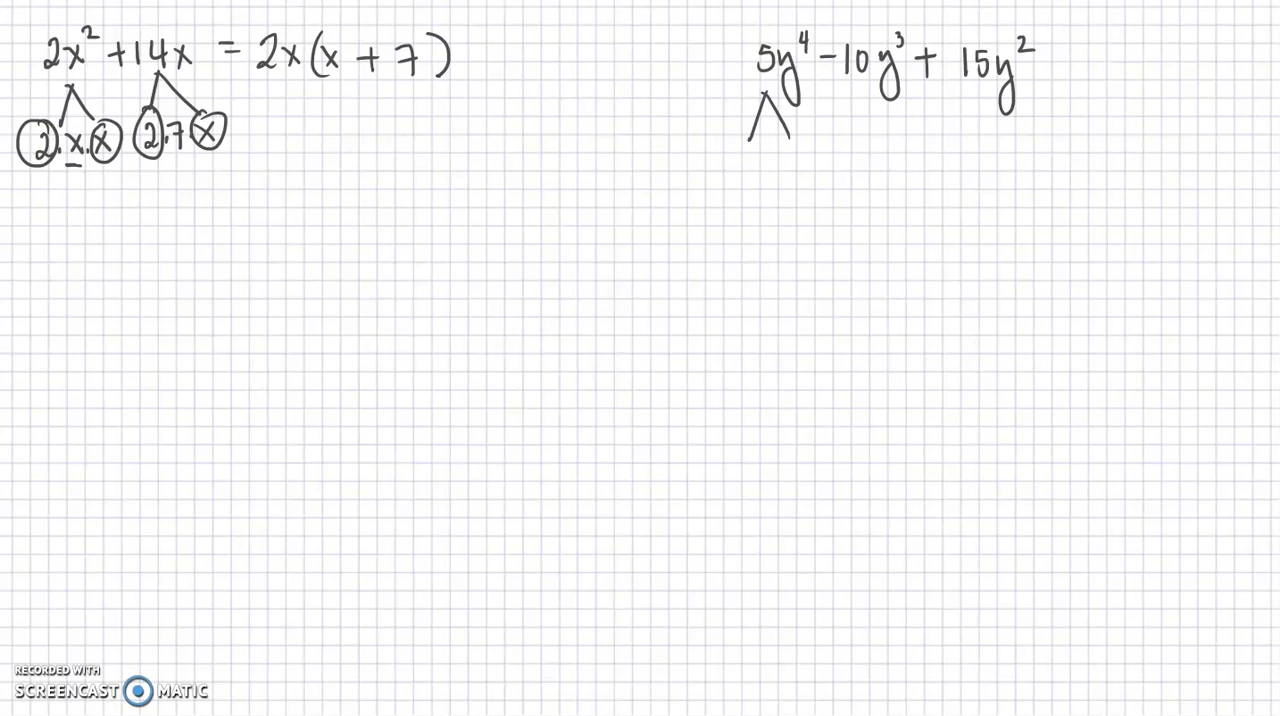 2x² + 14x = 2x(x + 7)
2·x·x 2·7·x
5y⁴ - 10y³ + 15y²
RECORDED WITH
SCREENCAST MATIC